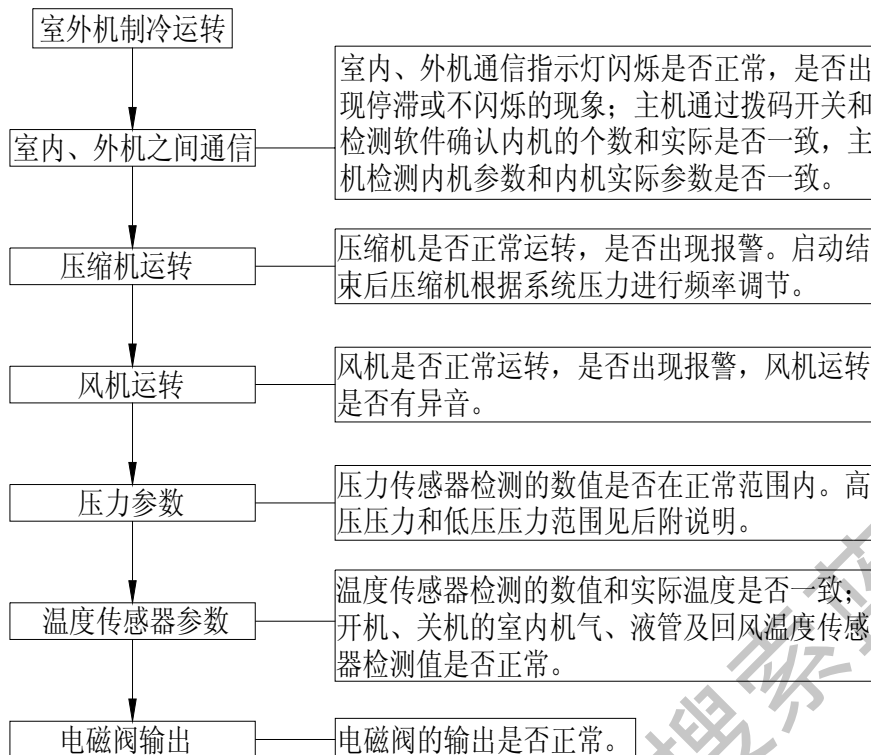 室外机制冷运转
室内、外机之间通信
室内、外机通信指示灯闪烁是否正常，是否出
现停滞或不闪烁的现象；主机通过拨码开关和
检测软件确认内机的个数和实际是否一致，主
机检测内机参数和内机实际参数是否一致。
压缩机运转
压缩机是否正常运转，是否出现报警。启动结
束后压缩机根据系统压力进行频率调节。
风机运转
风机是否正常运转，是否出现报警，风机运转
是否有异音。
压力参数
压力传感器检测的数值是否在正常范围内。高
压压力和低压压力范围见后附说明。
温度传感器参数
温度传感器检测的数值和实际温度是否一致；
开机、关机的室内机气、液管及回风温度传感
器检测值是否正常。
电磁阀输出
电磁阀的输出是否正常。
搜索